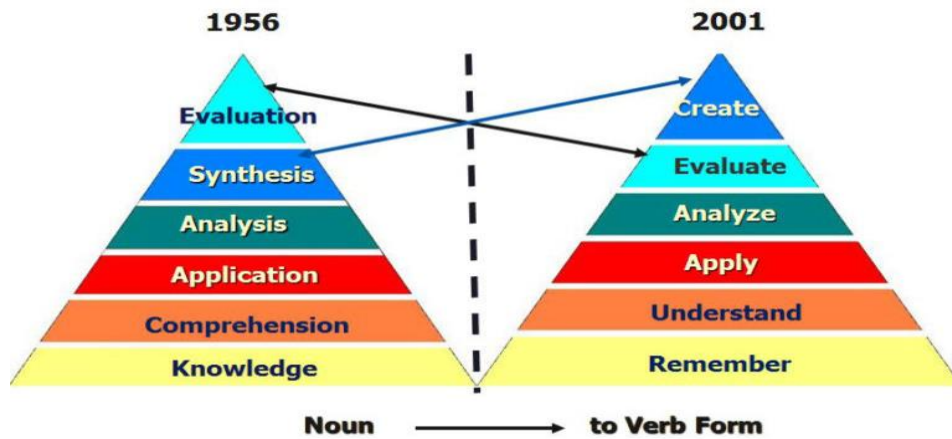 1956
2001
Evaluation
Synthesis
Analysis
Application
Comprehension
Knowledge
Create
Evaluate
Analyze
Apply
Understand
Remember
Noun to Verb Form